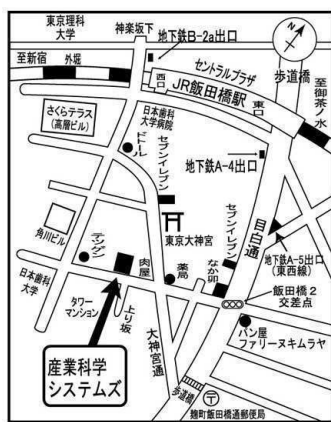 東京理科
大学
神楽坂下
地下鉄B-2a出口
N
至新宿
外堀
西口
セントラルプラザ
JR飯田橋駅
歩道橋
至御茶ノ水
東口
さくらテラス
(高層ビル)
日本歯科
大学病院
ドトール
セブンイレブン
地下鉄A-4出口
角川ビル
東京大神宮
セブンイレブン
目白通
地下鉄A-5出口
(東西線)
テンテン
肉屋
薬局
なか卯
飯田橋2
交差点
日本歯科
大学
タワー
マンション
上り坂
大神宮通
パン屋
ファリーヌキムラヤ
産業科学
システムズ
歩道橋
麹町飯田橋通郵便局